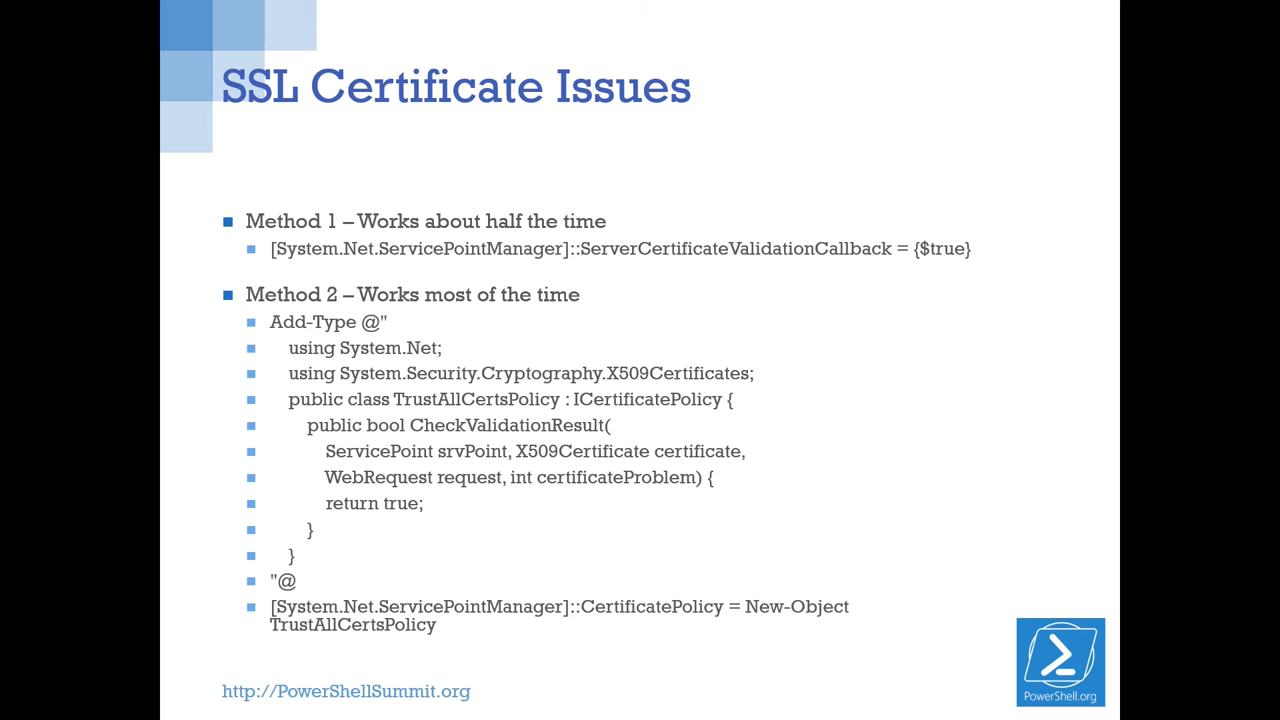 SSL Certificate Issues
Method 1 – Works about half the time
[System.Net.ServicePointManager]::ServerCertificateValidationCallback = {$true}
Method 2 – Works most of the time
Add-Type @"
using System.Net;
using System.Security.Cryptography.X509Certificates;
public class TrustAllCertsPolicy : ICertificatePolicy {
public bool CheckValidationResult(
ServicePoint srvPoint, X509Certificate certificate,
WebRequest request, int certificateProblem) {
return true;
}
}
"@
[System.Net.ServicePointManager]::CertificatePolicy = New-Object
TrustAllCertsPolicy
http://PowerShellSummit.org
PowerShell.org